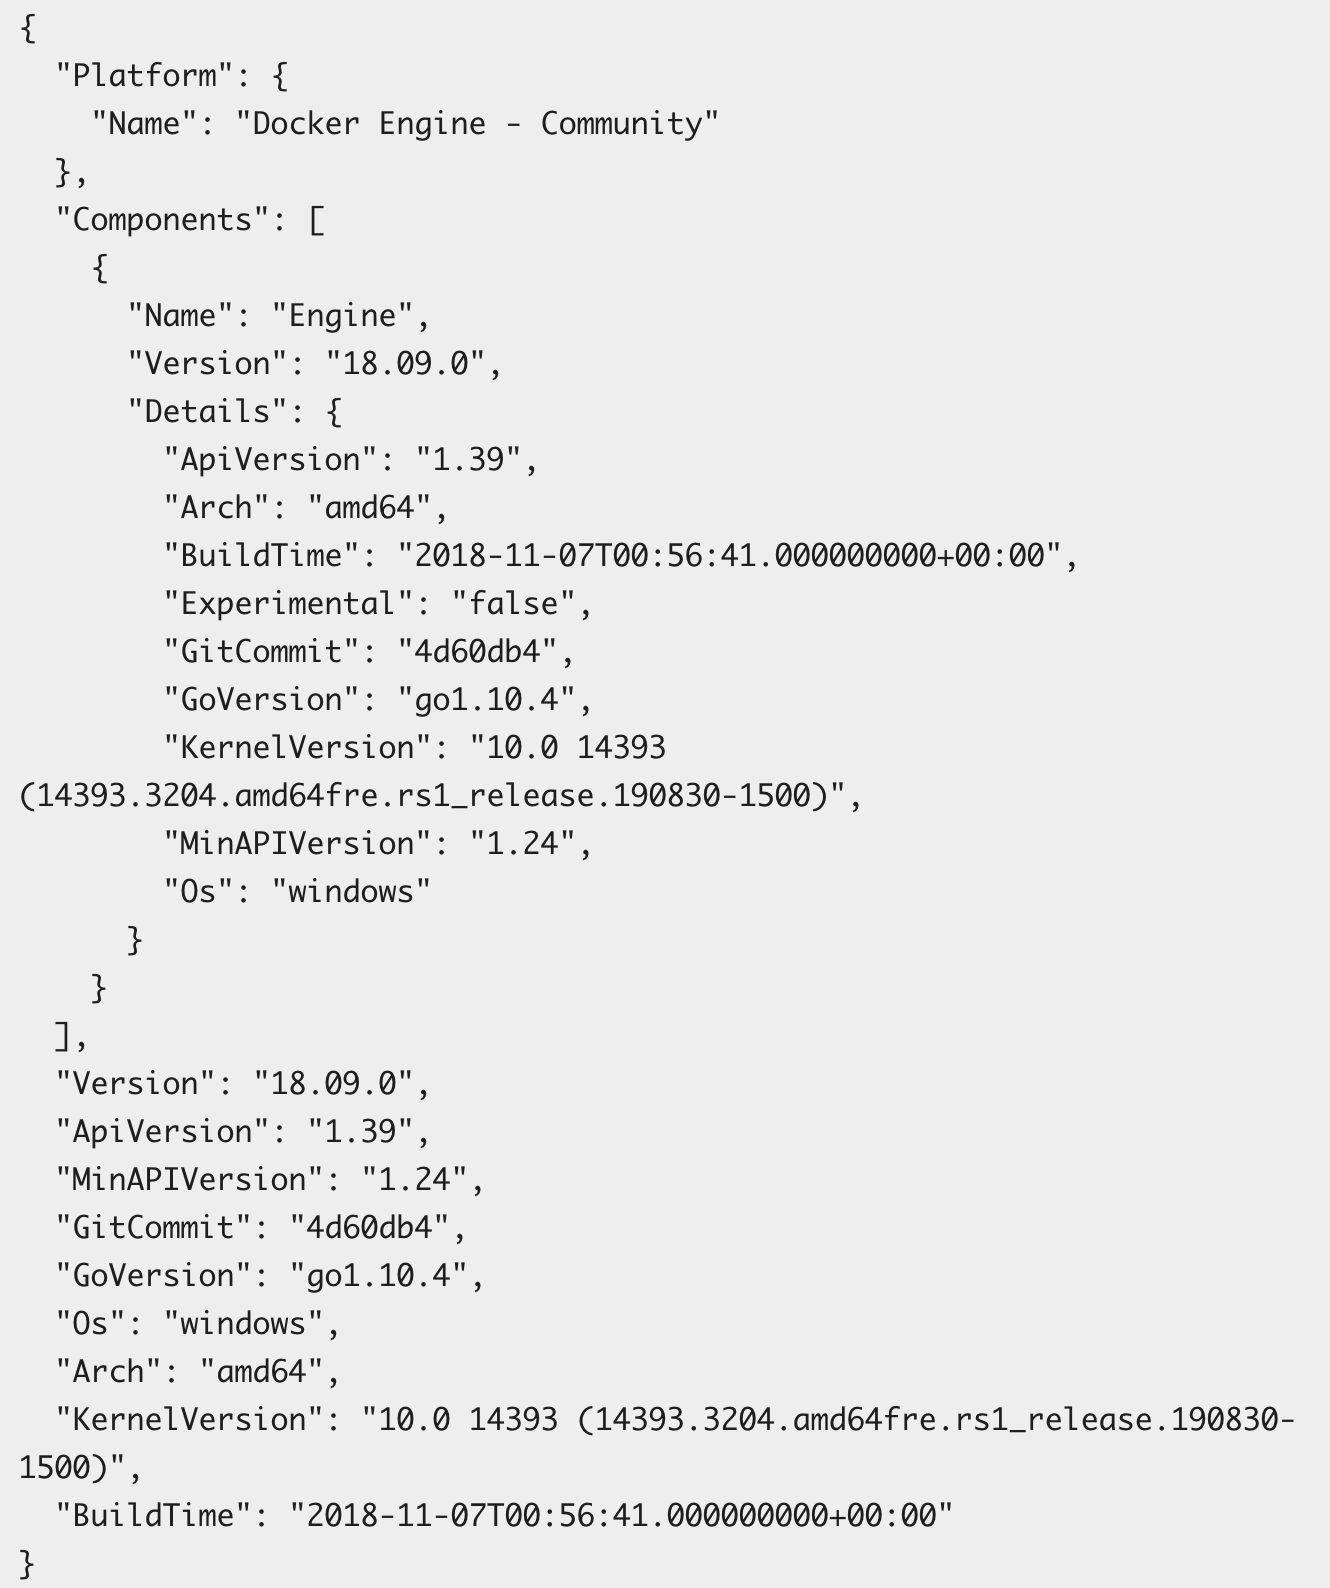 {
  "Platform": {
    "Name": "Docker Engine - Community"
  },
  "Components": [
    {
      "Name": "Engine",
      "Version": "18.09.0",
      "Details": {
        "ApiVersion": "1.39",
        "Arch": "amd64",
        "BuildTime": "2018-11-07T00:56:41.000000000+00:00",
        "Experimental": "false",
        "GitCommit": "4d60db4",
        "GoVersion": "go1.10.4",
        "KernelVersion": "10.0 14393
(14393.3204.amd64fre.rs1_release.190830-1500)",
        "MinAPIVersion": "1.24",
        "Os": "windows"
      }
    }
  ],
  "Version": "18.09.0",
  "ApiVersion": "1.39",
  "MinAPIVersion": "1.24",
  "GitCommit": "4d60db4",
  "GoVersion": "go1.10.4",
  "Os": "windows",
  "Arch": "amd64",
  "KernelVersion": "10.0 14393 (14393.3204.amd64fre.rs1_release.190830-
1500)",
  "BuildTime": "2018-11-07T00:56:41.000000000+00:00"
}